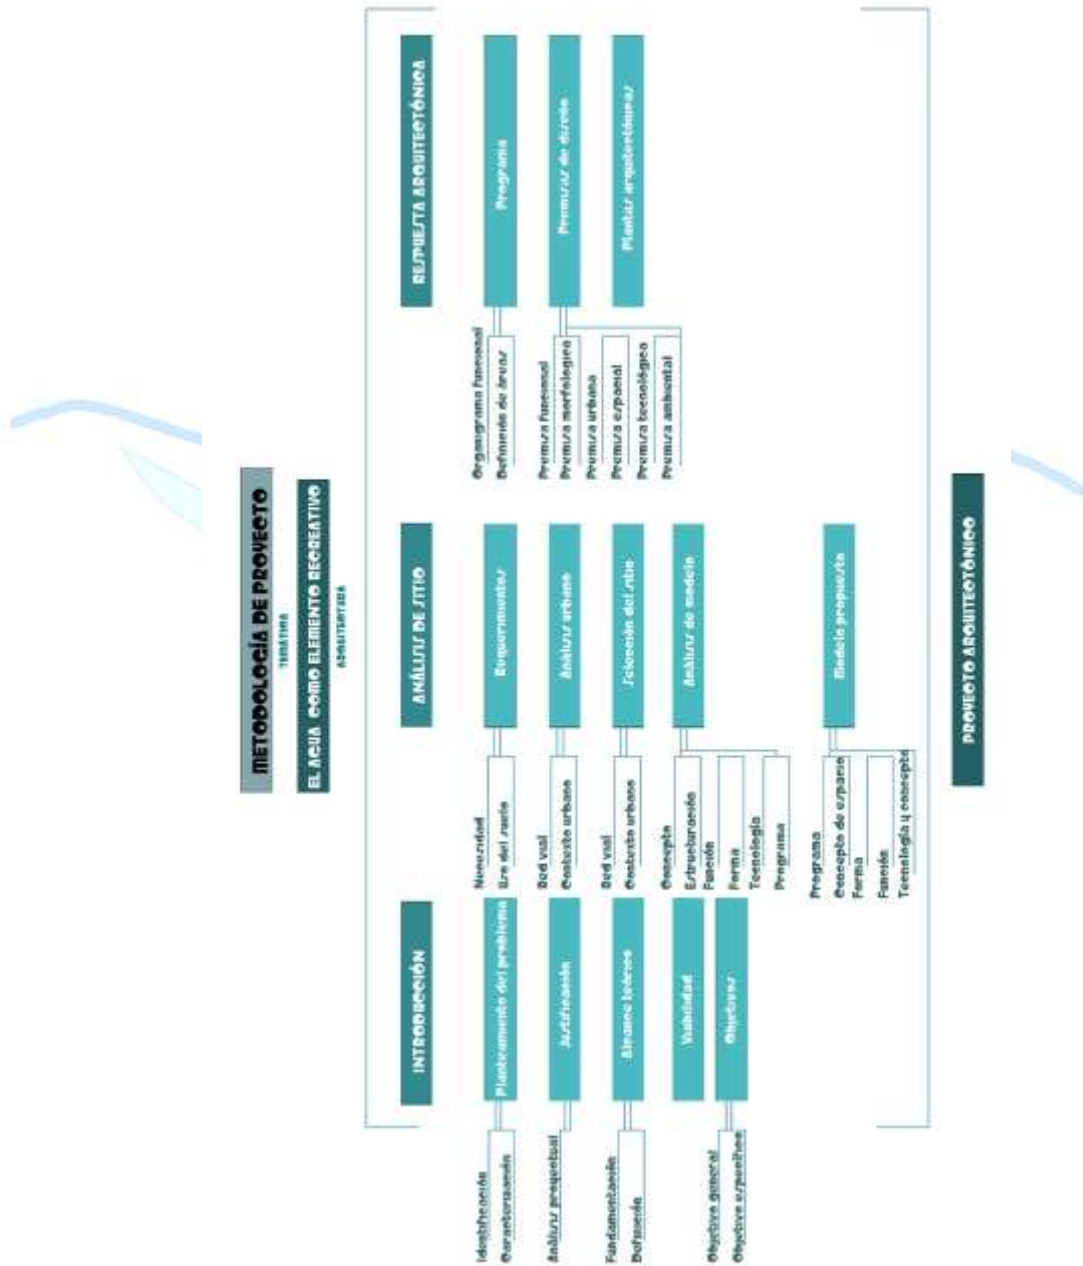 METODOLOGÍA DE PROYECTO
TEMÁTICA
EL AGUA COMO ELEMENTO RECREATIVO
ARQUITECTURA
INTRODUCCIÓN
Identificación
Caracterización
Planteamiento del problema
Análisis proyectual
Justificación
Fundamentación
Definición
Alcance teórico
Viabilidad
Objetivo general
Objetivo específico
Objetivos
ANÁLISIS DE SITIO
Necesidad
Uso del suelo
Requerimientos
Red vial
Contexto urbano
Análisis urbano
Red vial
Contexto urbano
Selección del sitio
Concepto
Estructuración
Función
Forma
Tecnología
Programa
Análisis de modelo
Programa
Concepto de espacio
Forma
Función
Tecnología y concepto
Modelo propuesto
RESPUESTA ARQUITECTÓNICA
Organigrama funcional
Definición de áreas
Programa
Premisa funcional
Premisa morfológica
Premisa urbana
Premisa espacial
Premisa tecnológica
Premisa ambiental
Premisas de diseño
Plantas arquitectónicas
PROYECTO ARQUITECTÓNICO